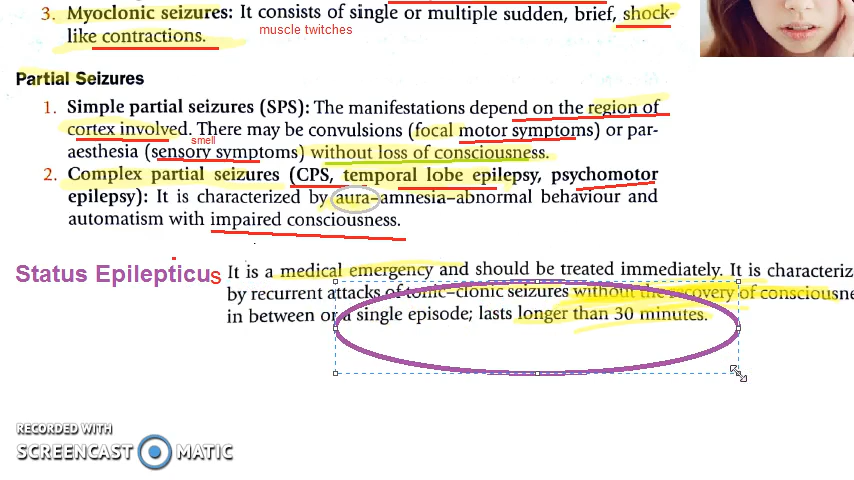 3. Myoclonic seizures: It consists of single or multiple sudden, brief, shock-
like contractions.
muscle twitches
Partial Seizures
1. Simple partial seizures (SPS): The manifestations depend on the region of
cortex involved. There may be convulsions (focal motor symptoms) or par-
smell
aesthesia (sensory symptoms) without loss of consciousness.
2. Complex partial seizures (CPS, temporal lobe epilepsy, psychomotor
epilepsy): It is characterized by aura–amnesia–abnormal behaviour and
automatism with impaired consciousness.
Status Epilepticus It is a medical emergency and should be treated immediately. It is characteriz
by recurrent attacks of tonic–clonic seizures without the recovery of consciousne
in between or a single episode; lasts longer than 30 minutes.
RECORDED WITH
SCREENCAST MATIC